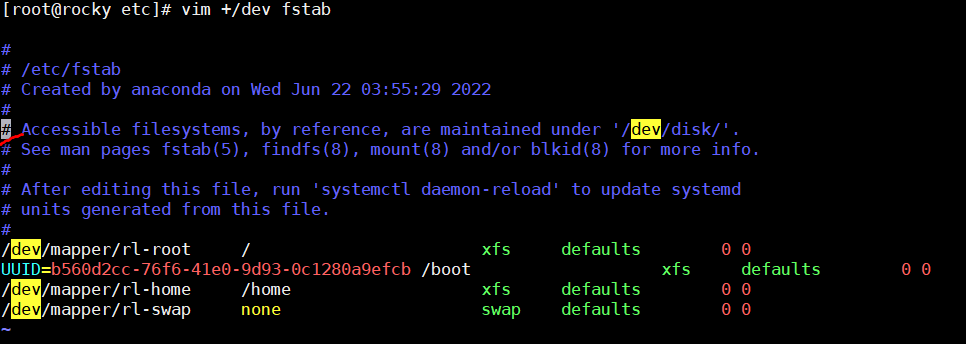 [root@rocky etc]# vim +/dev fstab
#
# /etc/fstab
# Created by anaconda on Wed Jun 22 03:55:29 2022
#
# Accessible filesystems, by reference, are maintained under '/dev/disk/'.
# See man pages fstab(5), findfs(8), mount(8) and/or blkid(8) for more info.
#
# After editing this file, run 'systemctl daemon-reload' to update systemd
# units generated from this file.
#
/dev/mapper/rl-root     /                       xfs     defaults        0 0
UUID=b560d2cc-76f6-41e0-9d93-0c1280a9efcb /boot                   xfs     defaults        0 0
/dev/mapper/rl-home     /home                   xfs     defaults        0 0
/dev/mapper/rl-swap     none                    swap    defaults        0 0
~